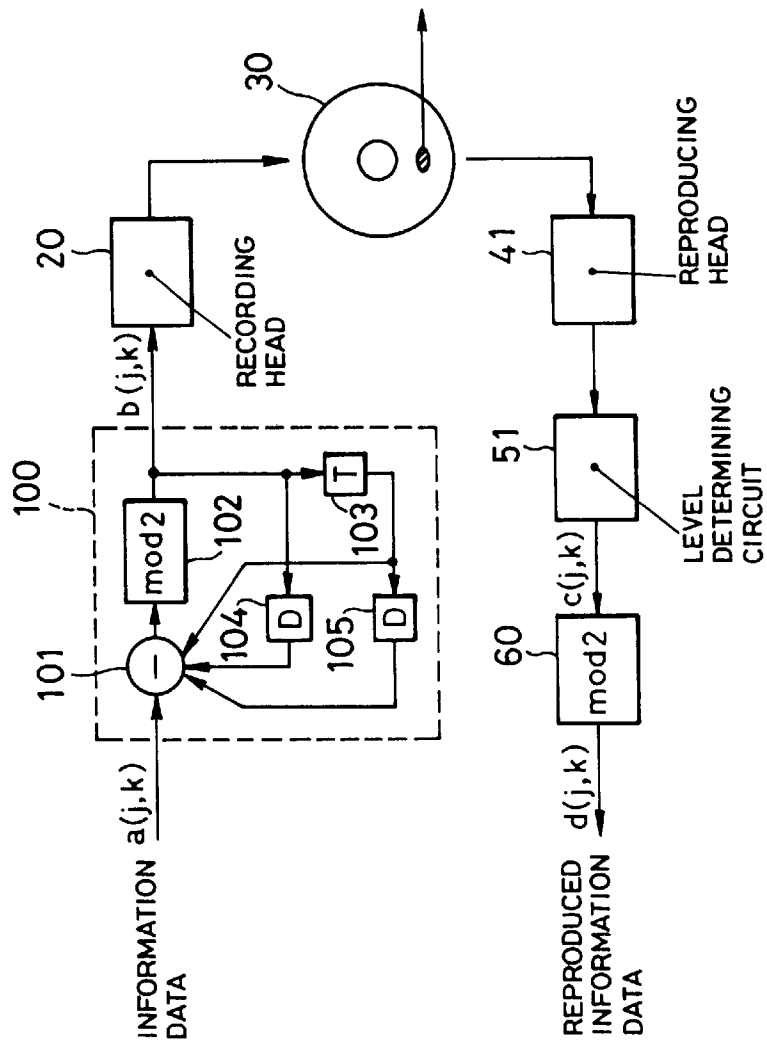 INFORMATION
DATA
a(j,k)
101
−
100
mod2
102
104
D
105
D
T
103
b(j,k)
20
RECORDING
HEAD
30
REPRODUCED
INFORMATION
DATA
d(j,k)
60
mod2
c(j,k)
51
LEVEL
DETERMINING
CIRCUIT
41
REPRODUCING
HEAD